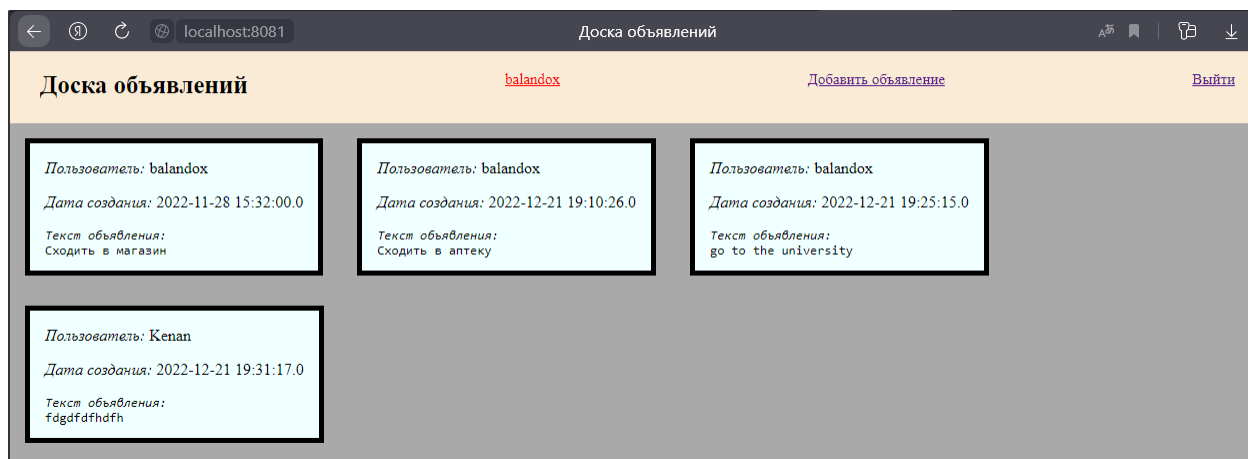 localhost:8081 Доска объявлений
Доска объявлений balandox Добавить объявление Выйти
Пользователь: balandox
Дата создания: 2022-11-28 15:32:00.0
Текст объявления:
Сходить в магазин
Пользователь: balandox
Дата создания: 2022-12-21 19:10:26.0
Текст объявления:
Сходить в аптеку
Пользователь: balandox
Дата создания: 2022-12-21 19:25:15.0
Текст объявления:
go to the university
Пользователь: Kenan
Дата создания: 2022-12-21 19:31:17.0
Текст объявления:
fdgdfdfhdfh